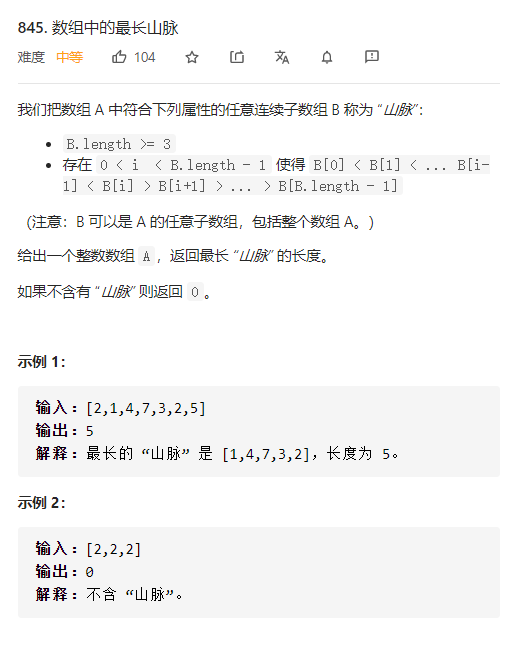 845. 数组中的最长山脉
难度 中等 104
我们把数组 A 中符合下列属性的任意连续子数组 B 称为 “山脉”：
• B.length >= 3
• 存在 0 < i < B.length - 1 使得 B[0] < B[1] < ... B[i-
1] < B[i] > B[i+1] > ... > B[B.length - 1]
（注意：B 可以是 A 的任意子数组，包括整个数组 A。）
给出一个整数数组 A，返回最长 “山脉” 的长度。
如果不含有 “山脉” 则返回 0。
示例 1：
输入：[2,1,4,7,3,2,5]
输出：5
解释：最长的 “山脉” 是 [1,4,7,3,2]，长度为 5。
示例 2：
输入：[2,2,2]
输出：0
解释：不含 “山脉”。